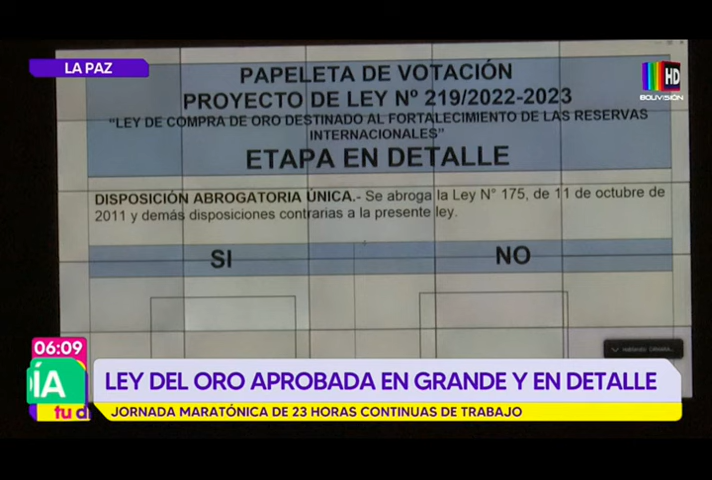 LA PAZ
HD
BOLIVISIÓN
PAPELETA DE VOTACIÓN
PROYECTO DE LEY Nº 219/2022-2023
“LEY DE COMPRA DE ORO DESTINADO AL FORTALECIMIENTO DE LAS RESERVAS
INTERNACIONALES”
ETAPA EN DETALLE
DISPOSICIÓN ABROGATORIA ÚNICA.- Se abroga la Ley N° 175, de 11 de octubre de
2011 y demás disposiciones contrarias a la presente ley.
SI
NO
06:09
DÍA
tu d
LEY DEL ORO APROBADA EN GRANDE Y EN DETALLE
JORNADA MARATÓNICA DE 23 HORAS CONTINUAS DE TRABAJO